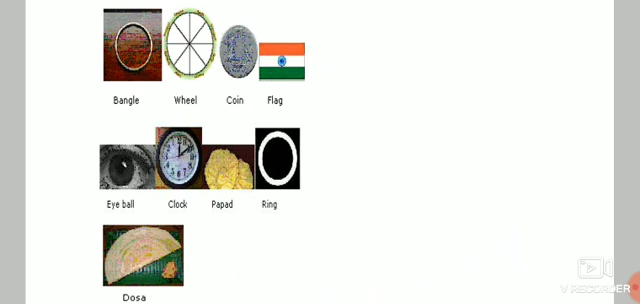 Bangle Wheel Coin Flag
Eye ball Clock Papad Ring
Dosa
V RECORDER